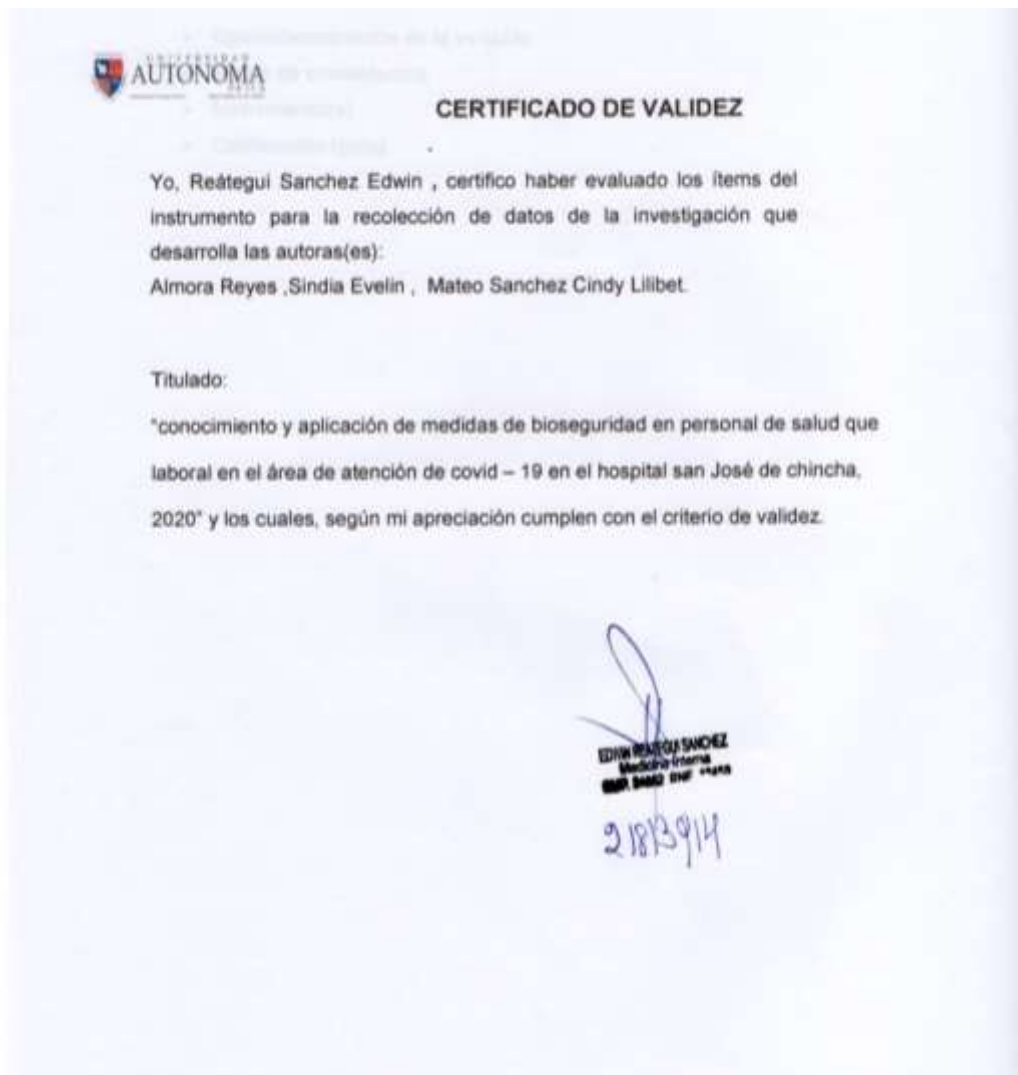 UNIVERSIDAD
AUTONOMA
CERTIFICADO DE VALIDEZ
Yo, Reátegui Sanchez Edwin , certifico haber evaluado los ítems del
instrumento para la recolección de datos de la investigación que
desarrolla las autoras(es):
Almora Reyes ,Sindia Evelin , Mateo Sanchez Cindy Lilibet.
Titulado:
"conocimiento y aplicación de medidas de bioseguridad en personal de salud que
laboral en el área de atención de covid – 19 en el hospital san José de chincha,
2020" y los cuales, según mi apreciación cumplen con el criterio de validez.
EDWIN REATEGUI SANCHEZ
Medicina Interna
21813914